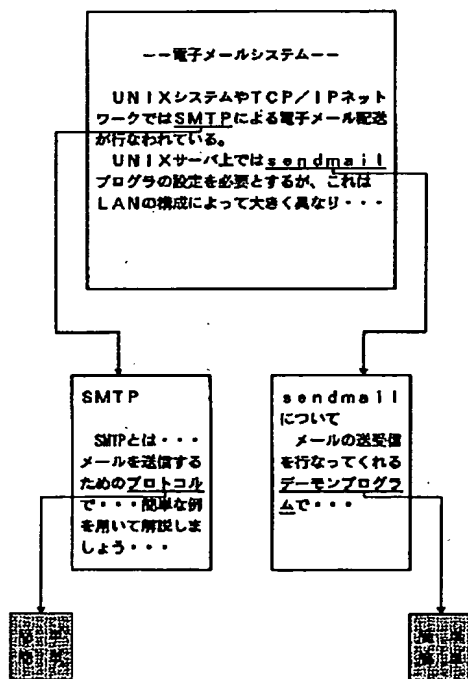 ーー電子メールシステムーー
UNIXシステムやTCP/IPネット
ワークではSMTPによる電子メール配送
が行なわれている。
UNIXサーバ上ではsendmail
プログラの設定を必要とするが、これは
LANの構成によって大きく異なり・・・
SMTP
SMTPとは・・・
メールを送信する
ためのプロトコル
で・・・簡単な例
を用いて解説しま
しょう・・・
sendmail
について
メールの送受信
を行なってくれる
デーモンプログラ
ムで・・・